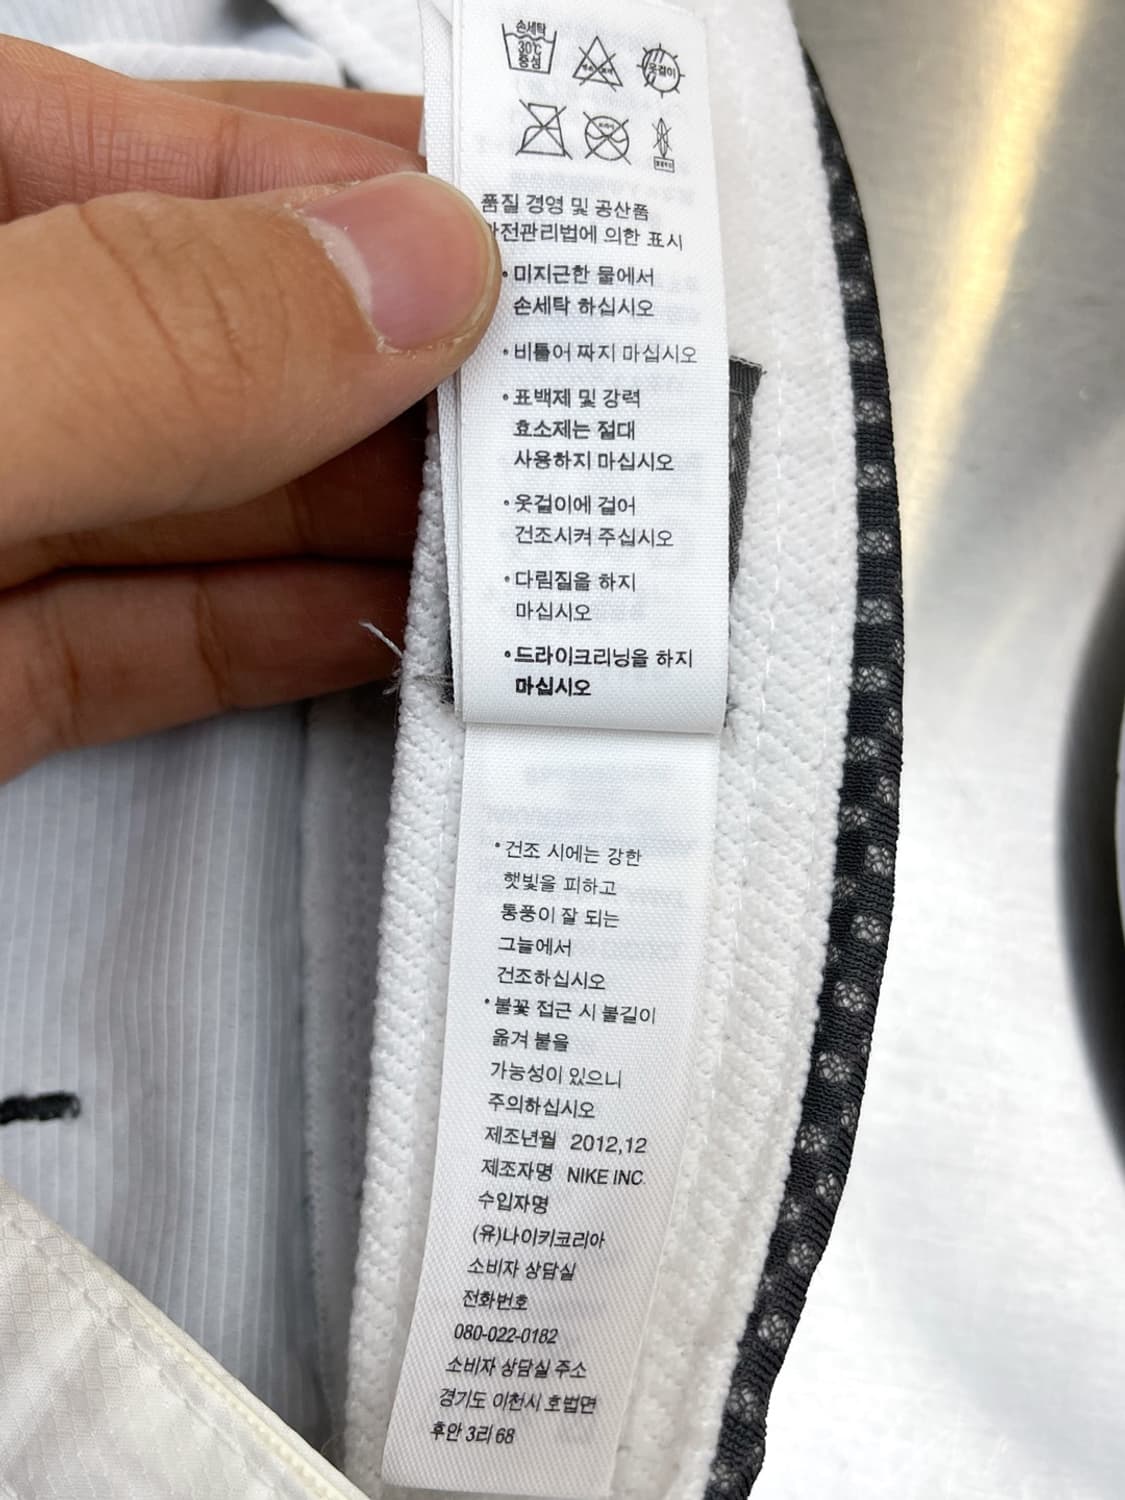 손세탁
30℃
중성
옷걸이
품질 경영 및 공산품
안전관리법에 의한 표시
• 미지근한 물에서
손세탁 하십시오
• 비틀어 짜지 마십시오
• 표백제 및 강력
효소제는 절대
사용하지 마십시오
• 옷걸이에 걸어
건조시켜 주십시오
• 다림질을 하지
마십시오
• 드라이크리닝을 하지
마십시오
• 건조 시에는 강한
햇빛을 피하고
통풍이 잘 되는
그늘에서
건조하십시오
• 불꽃 접근 시 불길이
옮겨 붙을
가능성이 있으니
주의하십시오
제조년월 2012,12
제조자명 NIKE INC.
수입자명
(유)나이키코리아
소비자 상담실
전화번호
080-022-0182
소비자 상담실 주소
경기도 이천시 호법면
후안 3리 68